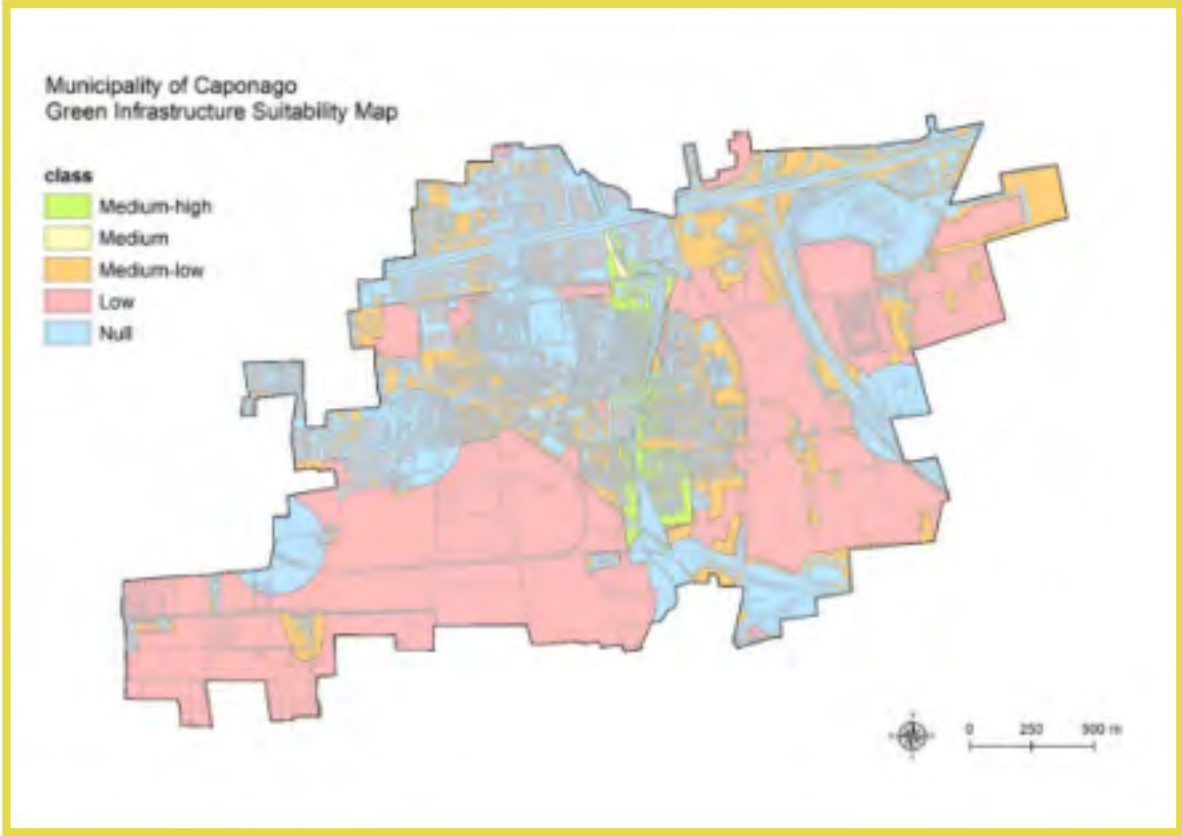 Municipality of Caponago
Green Infrastructure Suitability Map
class
Medium-high
Medium
Medium-low
Low
Null
0 250 500 m